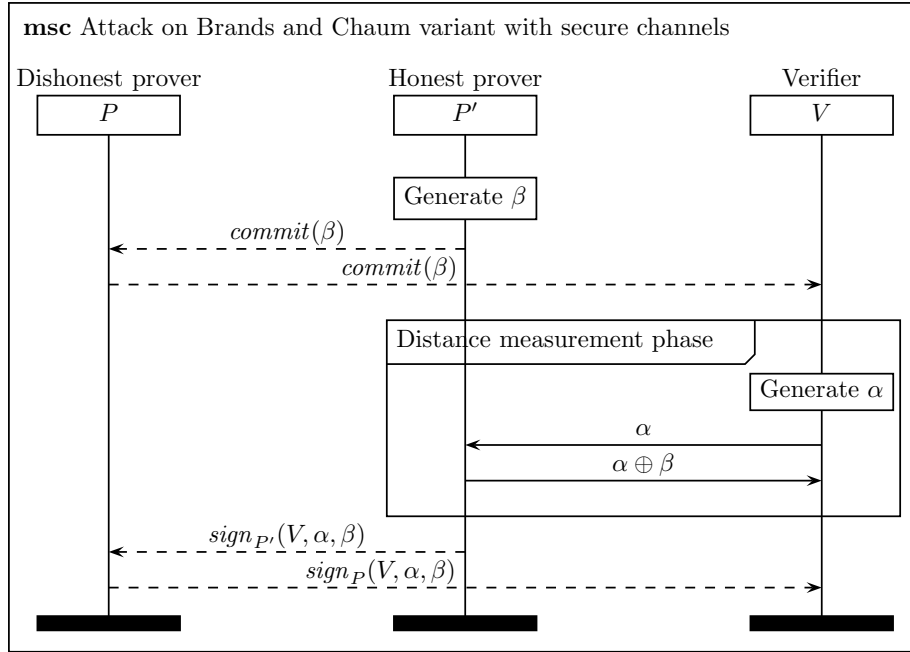 msc Attack on Brands and Chaum variant with secure channels
Dishonest prover Honest prover Verifier
P P′ V
Generate β
commit(β)
commit(β)
Distance measurement phase
Generate α
α
α ⊕ β
sign_{P′}(V, α, β)
sign_P(V, α, β)